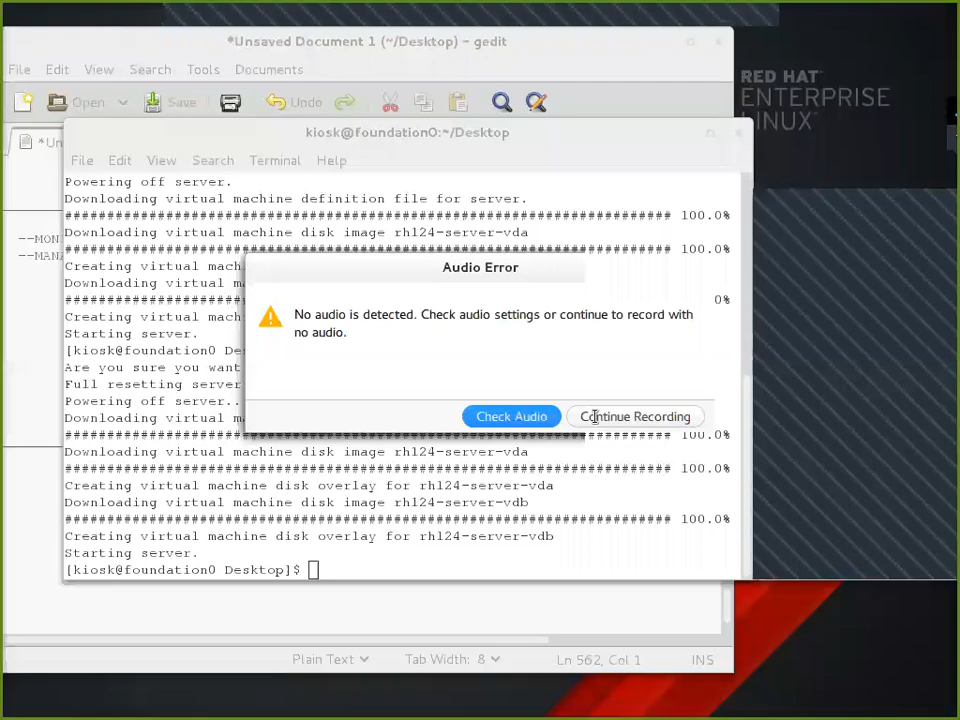 *Unsaved Document 1 (~/Desktop) - gedit
File Edit View Search Tools Documents
Open Save Undo
RED HAT
ENTERPRISE
LINUX
*Un
--MON
--MANA
kiosk@foundation0:~/Desktop
File Edit View Search Terminal Help
Powering off server.
Downloading virtual machine definition file for server.
######################################################################## 100.0%
Downloading virtual machine disk image rh124-server-vda
######################################################################## 100.0%
Creating virtual mach
Downloading virtual m
##################### 0%
Creating virtual mach
Starting server.
[kiosk@foundation0 De
Are you sure you want
Full resetting server
Powering off server..
Downloading virtual m
######################################################################## 100.0%
Downloading virtual machine disk image rh124-server-vda
######################################################################## 100.0%
Creating virtual machine disk overlay for rh124-server-vda
Downloading virtual machine disk image rh124-server-vdb
######################################################################## 100.0%
Creating virtual machine disk overlay for rh124-server-vdb
Starting server.
[kiosk@foundation0 Desktop]$
Audio Error
No audio is detected. Check audio settings or continue to record with
no audio.
Check Audio Continue Recording
Plain Text Tab Width: 8 Ln 562, Col 1 INS